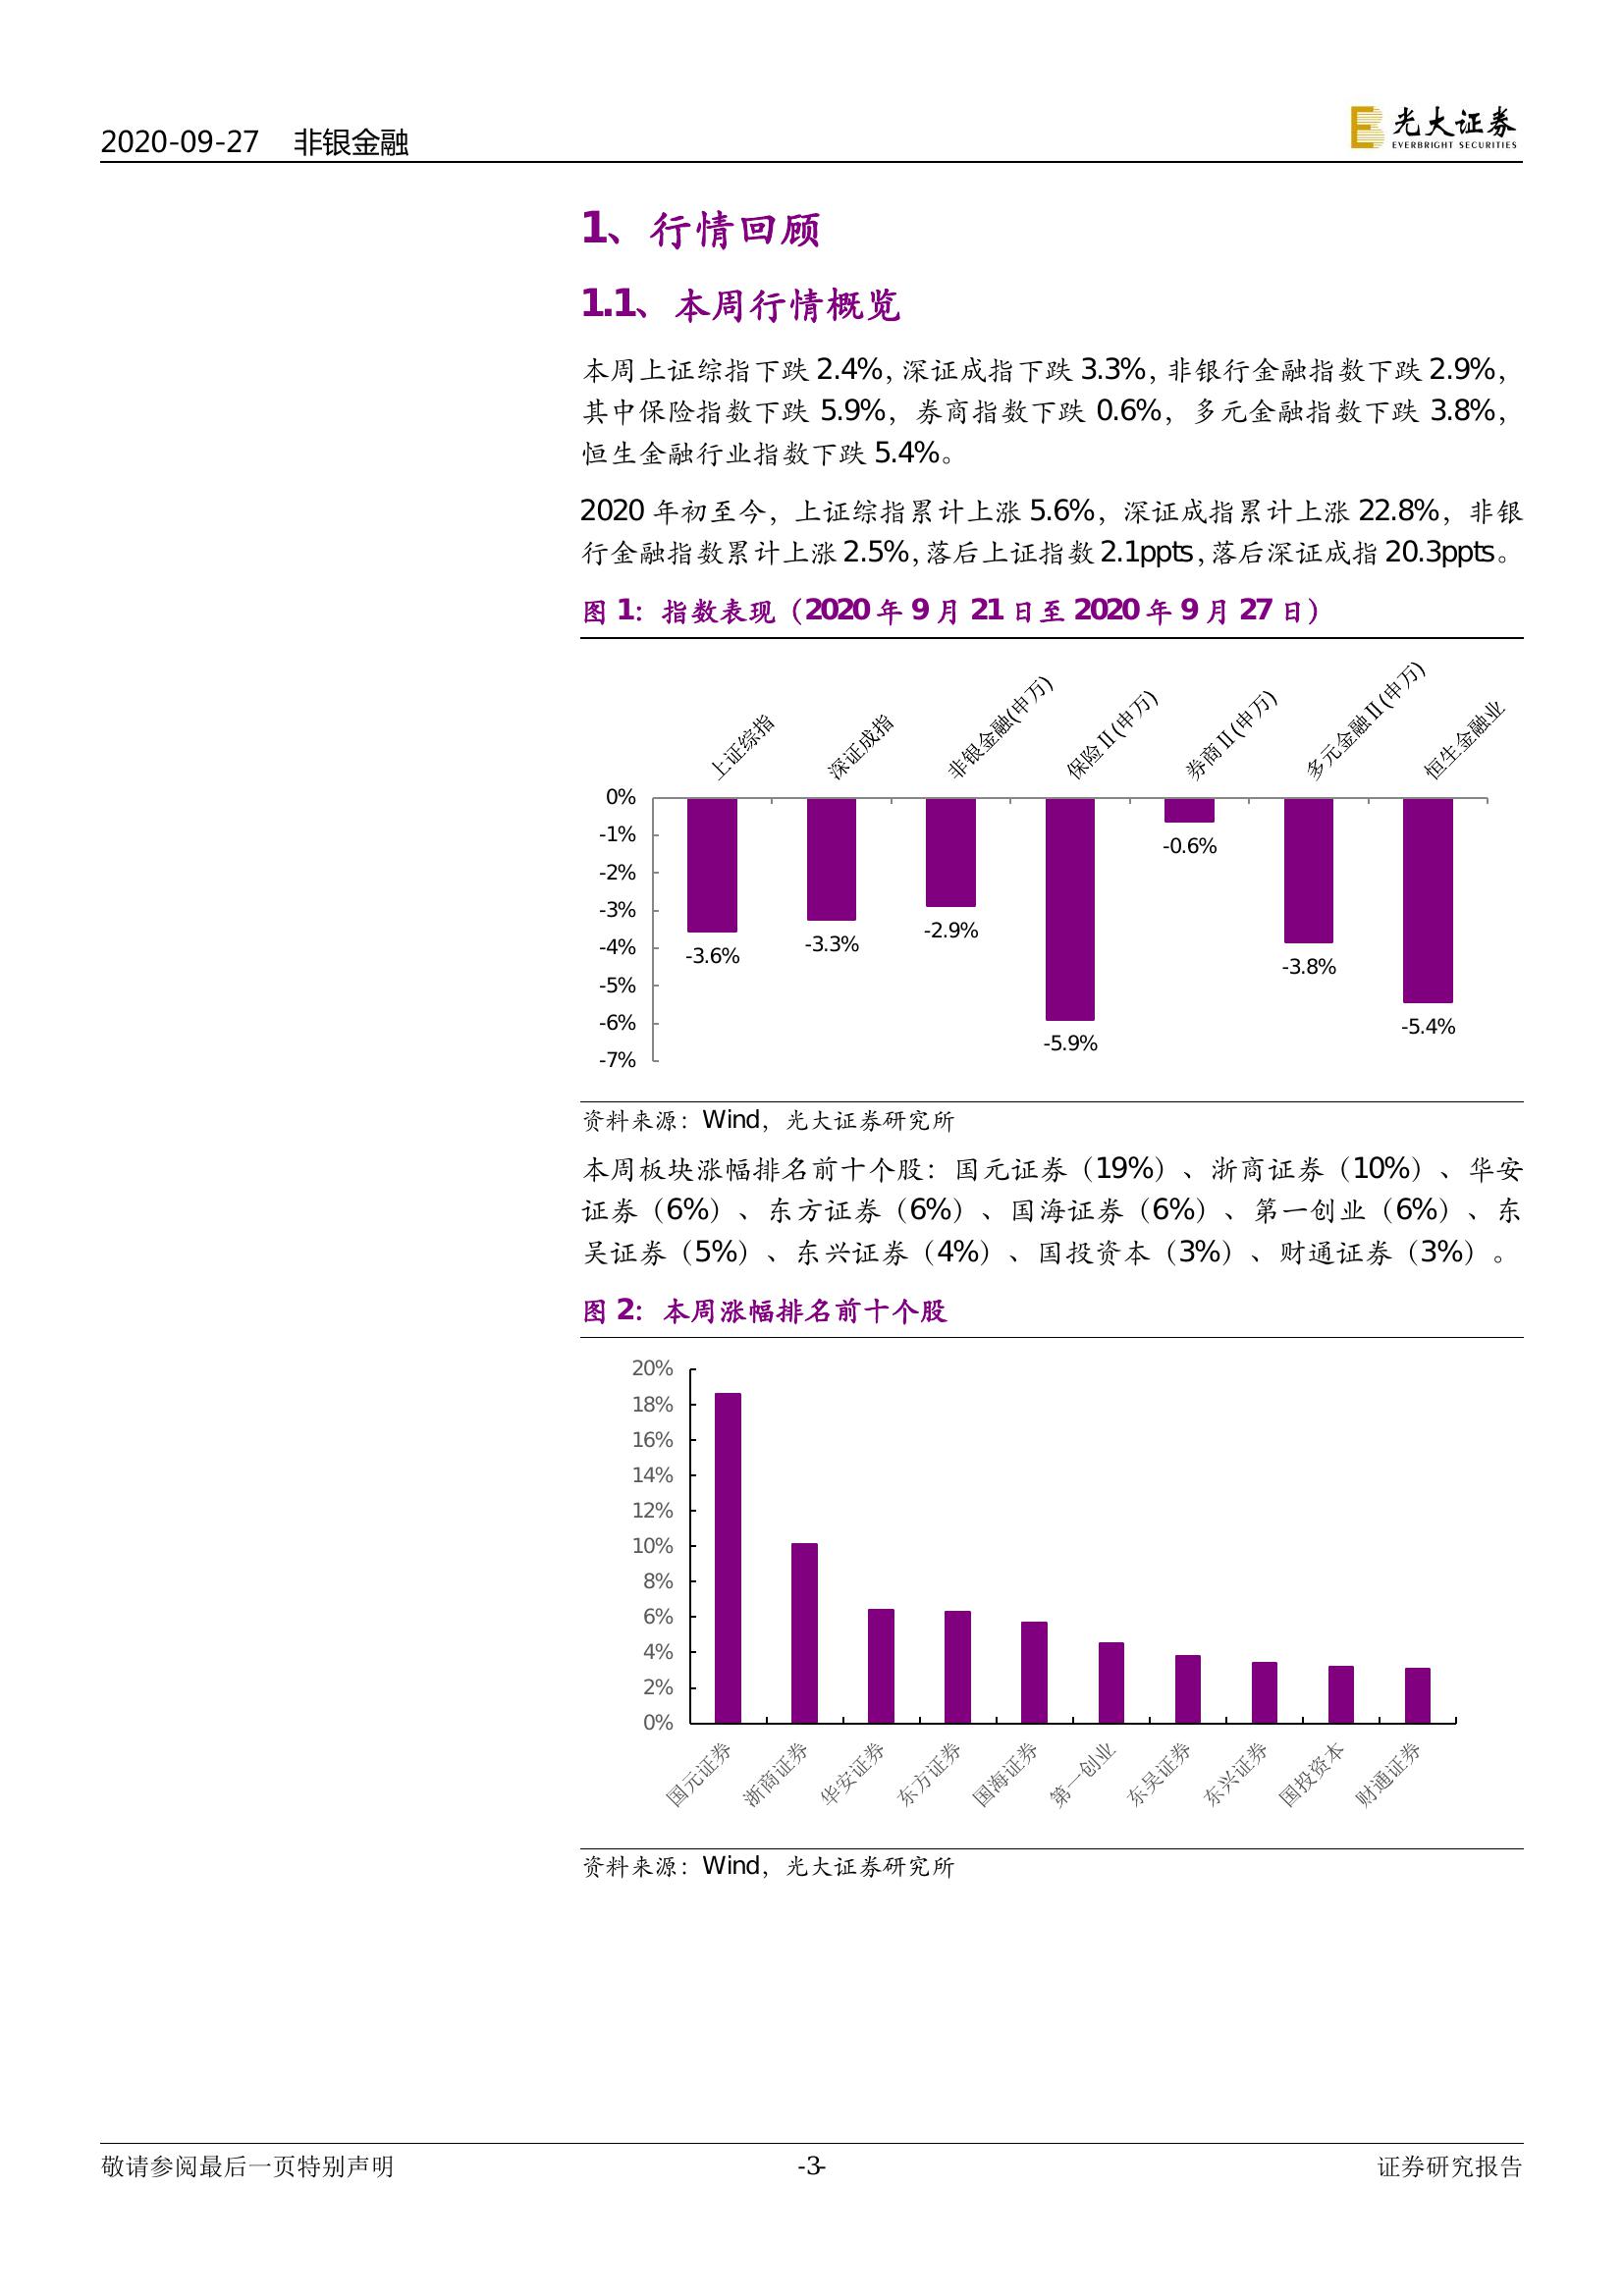 2020-09-27 非银金融
光大证券
EVERBRIGHT SECURITIES
1、行情回顾
1.1、本周行情概览
本周上证综指下跌 2.4%，深证成指下跌 3.3%，非银行金融指数下跌 2.9%，
其中保险指数下跌 5.9%，券商指数下跌 0.6%，多元金融指数下跌 3.8%，
恒生金融行业指数下跌 5.4%。
2020 年初至今，上证综指累计上涨 5.6%，深证成指累计上涨 22.8%，非银
行金融指数累计上涨 2.5%，落后上证指数 2.1ppts，落后深证成指 20.3ppts。
图 1：指数表现（2020 年 9 月 21 日至 2020 年 9 月 27 日）
上证综指 深证成指 非银金融(申万) 保险Ⅱ(申万) 券商Ⅱ(申万) 多元金融Ⅱ(申万) 恒生金融业
0%
-1%
-2%
-3%
-4%
-5%
-6%
-7%
-3.6% -3.3% -2.9% -5.9% -0.6% -3.8% -5.4%
资料来源：Wind，光大证券研究所
本周板块涨幅排名前十个股：国元证券（19%）、浙商证券（10%）、华安
证券（6%）、东方证券（6%）、国海证券（6%）、第一创业（6%）、东
吴证券（5%）、东兴证券（4%）、国投资本（3%）、财通证券（3%）。
图 2：本周涨幅排名前十个股
20%
18%
16%
14%
12%
10%
8%
6%
4%
2%
0%
国元证券 浙商证券 华安证券 东方证券 国海证券 第一创业 东吴证券 东兴证券 国投资本 财通证券
资料来源：Wind，光大证券研究所
敬请参阅最后一页特别声明 -3- 证券研究报告